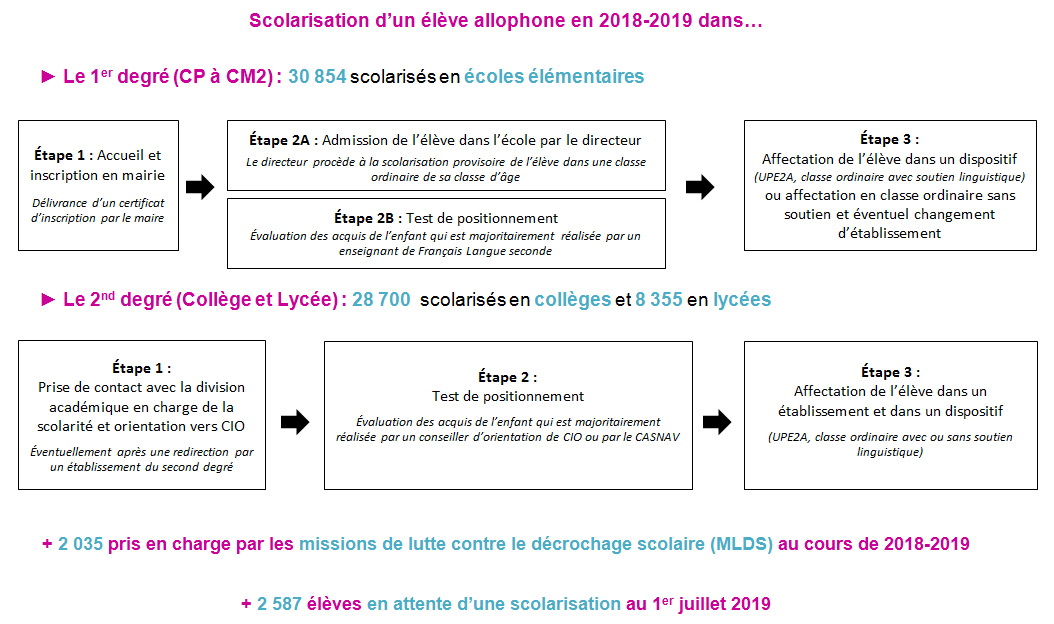 Scolarisation d'un élève allophone en 2018-2019 dans…
► Le 1er degré (CP à CM2) : 30 854 scolarisés en écoles élémentaires
Étape 1 : Accueil et
inscription en mairie
Délivrance d'un certificat
d'inscription par le maire
Étape 2A : Admission de l'élève dans l'école par le directeur
Le directeur procède à la scolarisation provisoire de l'élève dans une classe
ordinaire de sa classe d'âge
Étape 2B : Test de positionnement
Évaluation des acquis de l'enfant qui est majoritairement réalisée par un
enseignant de Français Langue seconde
Étape 3 :
Affectation de l'élève dans un dispositif
(UPE2A, classe ordinaire avec soutien linguistique)
ou affectation en classe ordinaire sans
soutien et éventuel changement
d'établissement
► Le 2nd degré (Collège et Lycée) : 28 700 scolarisés en collèges et 8 355 en lycées
Étape 1 :
Prise de contact avec la division
académique en charge de la
scolarité et orientation vers CIO
Éventuellement après une redirection par
un établissement du second degré
Étape 2 :
Test de positionnement
Évaluation des acquis de l'enfant qui est majoritairement
réalisée par un conseiller d'orientation de CIO ou par le CASNAV
Étape 3 :
Affectation de l'élève dans un
établissement et dans un dispositif
(UPE2A, classe ordinaire avec ou sans soutien
linguistique)
+ 2 035 pris en charge par les missions de lutte contre le décrochage scolaire (MLDS) au cours de 2018-2019
+ 2 587 élèves en attente d'une scolarisation au 1er juillet 2019